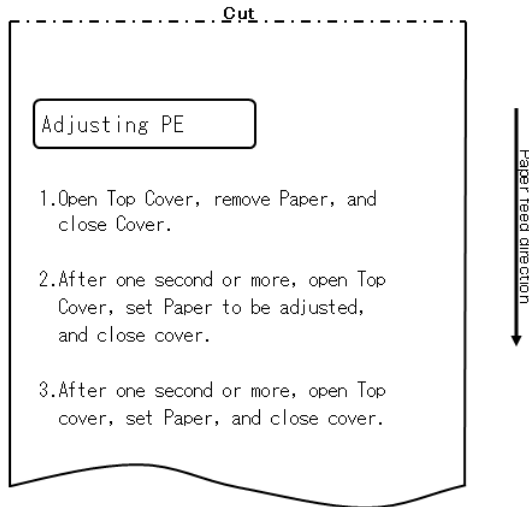 Cut
Adjusting PE
1.Open Top Cover, remove Paper, and
close Cover.
2.After one second or more, open Top
Cover, set Paper to be adjusted,
and close cover.
3.After one second or more, open Top
cover, set Paper, and close cover.
Paper feed direction